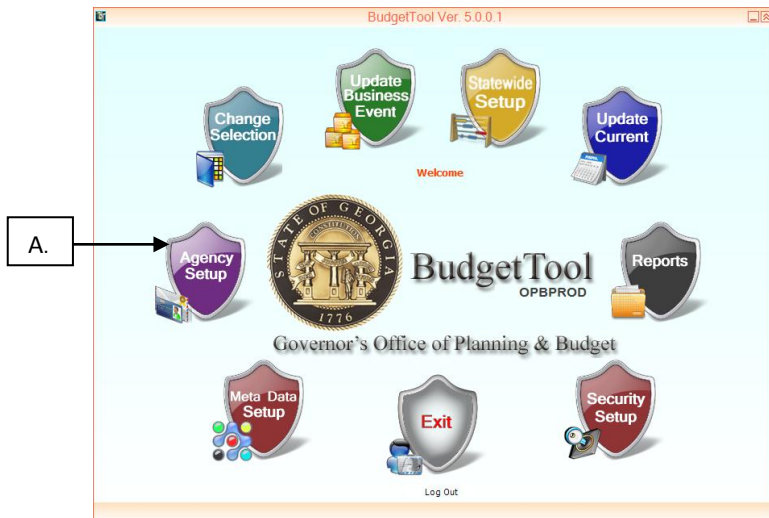 BudgetTool Ver. 5.0.0.1
Update
Business
Event
Statewide
Setup
Change
Selection
Update
Current
Welcome
A.
Agency
Setup
STATE OF GEORGIA
CONSTITUTION
1776
BudgetTool
OPBPROD
Reports
Governor's Office of Planning & Budget
Meta Data
Setup
Exit
Security
Setup
Log Out